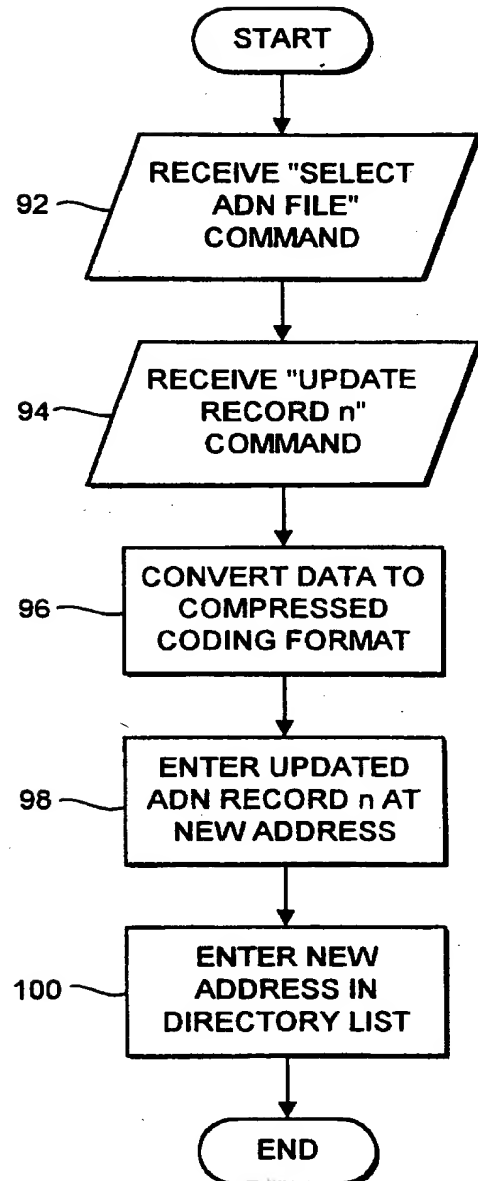 START
92
RECEIVE "SELECT
ADN FILE"
COMMAND
94
RECEIVE "UPDATE
RECORD n"
COMMAND
96
CONVERT DATA TO
COMPRESSED
CODING FORMAT
98
ENTER UPDATED
ADN RECORD n AT
NEW ADDRESS
100
ENTER NEW
ADDRESS IN
DIRECTORY LIST
END